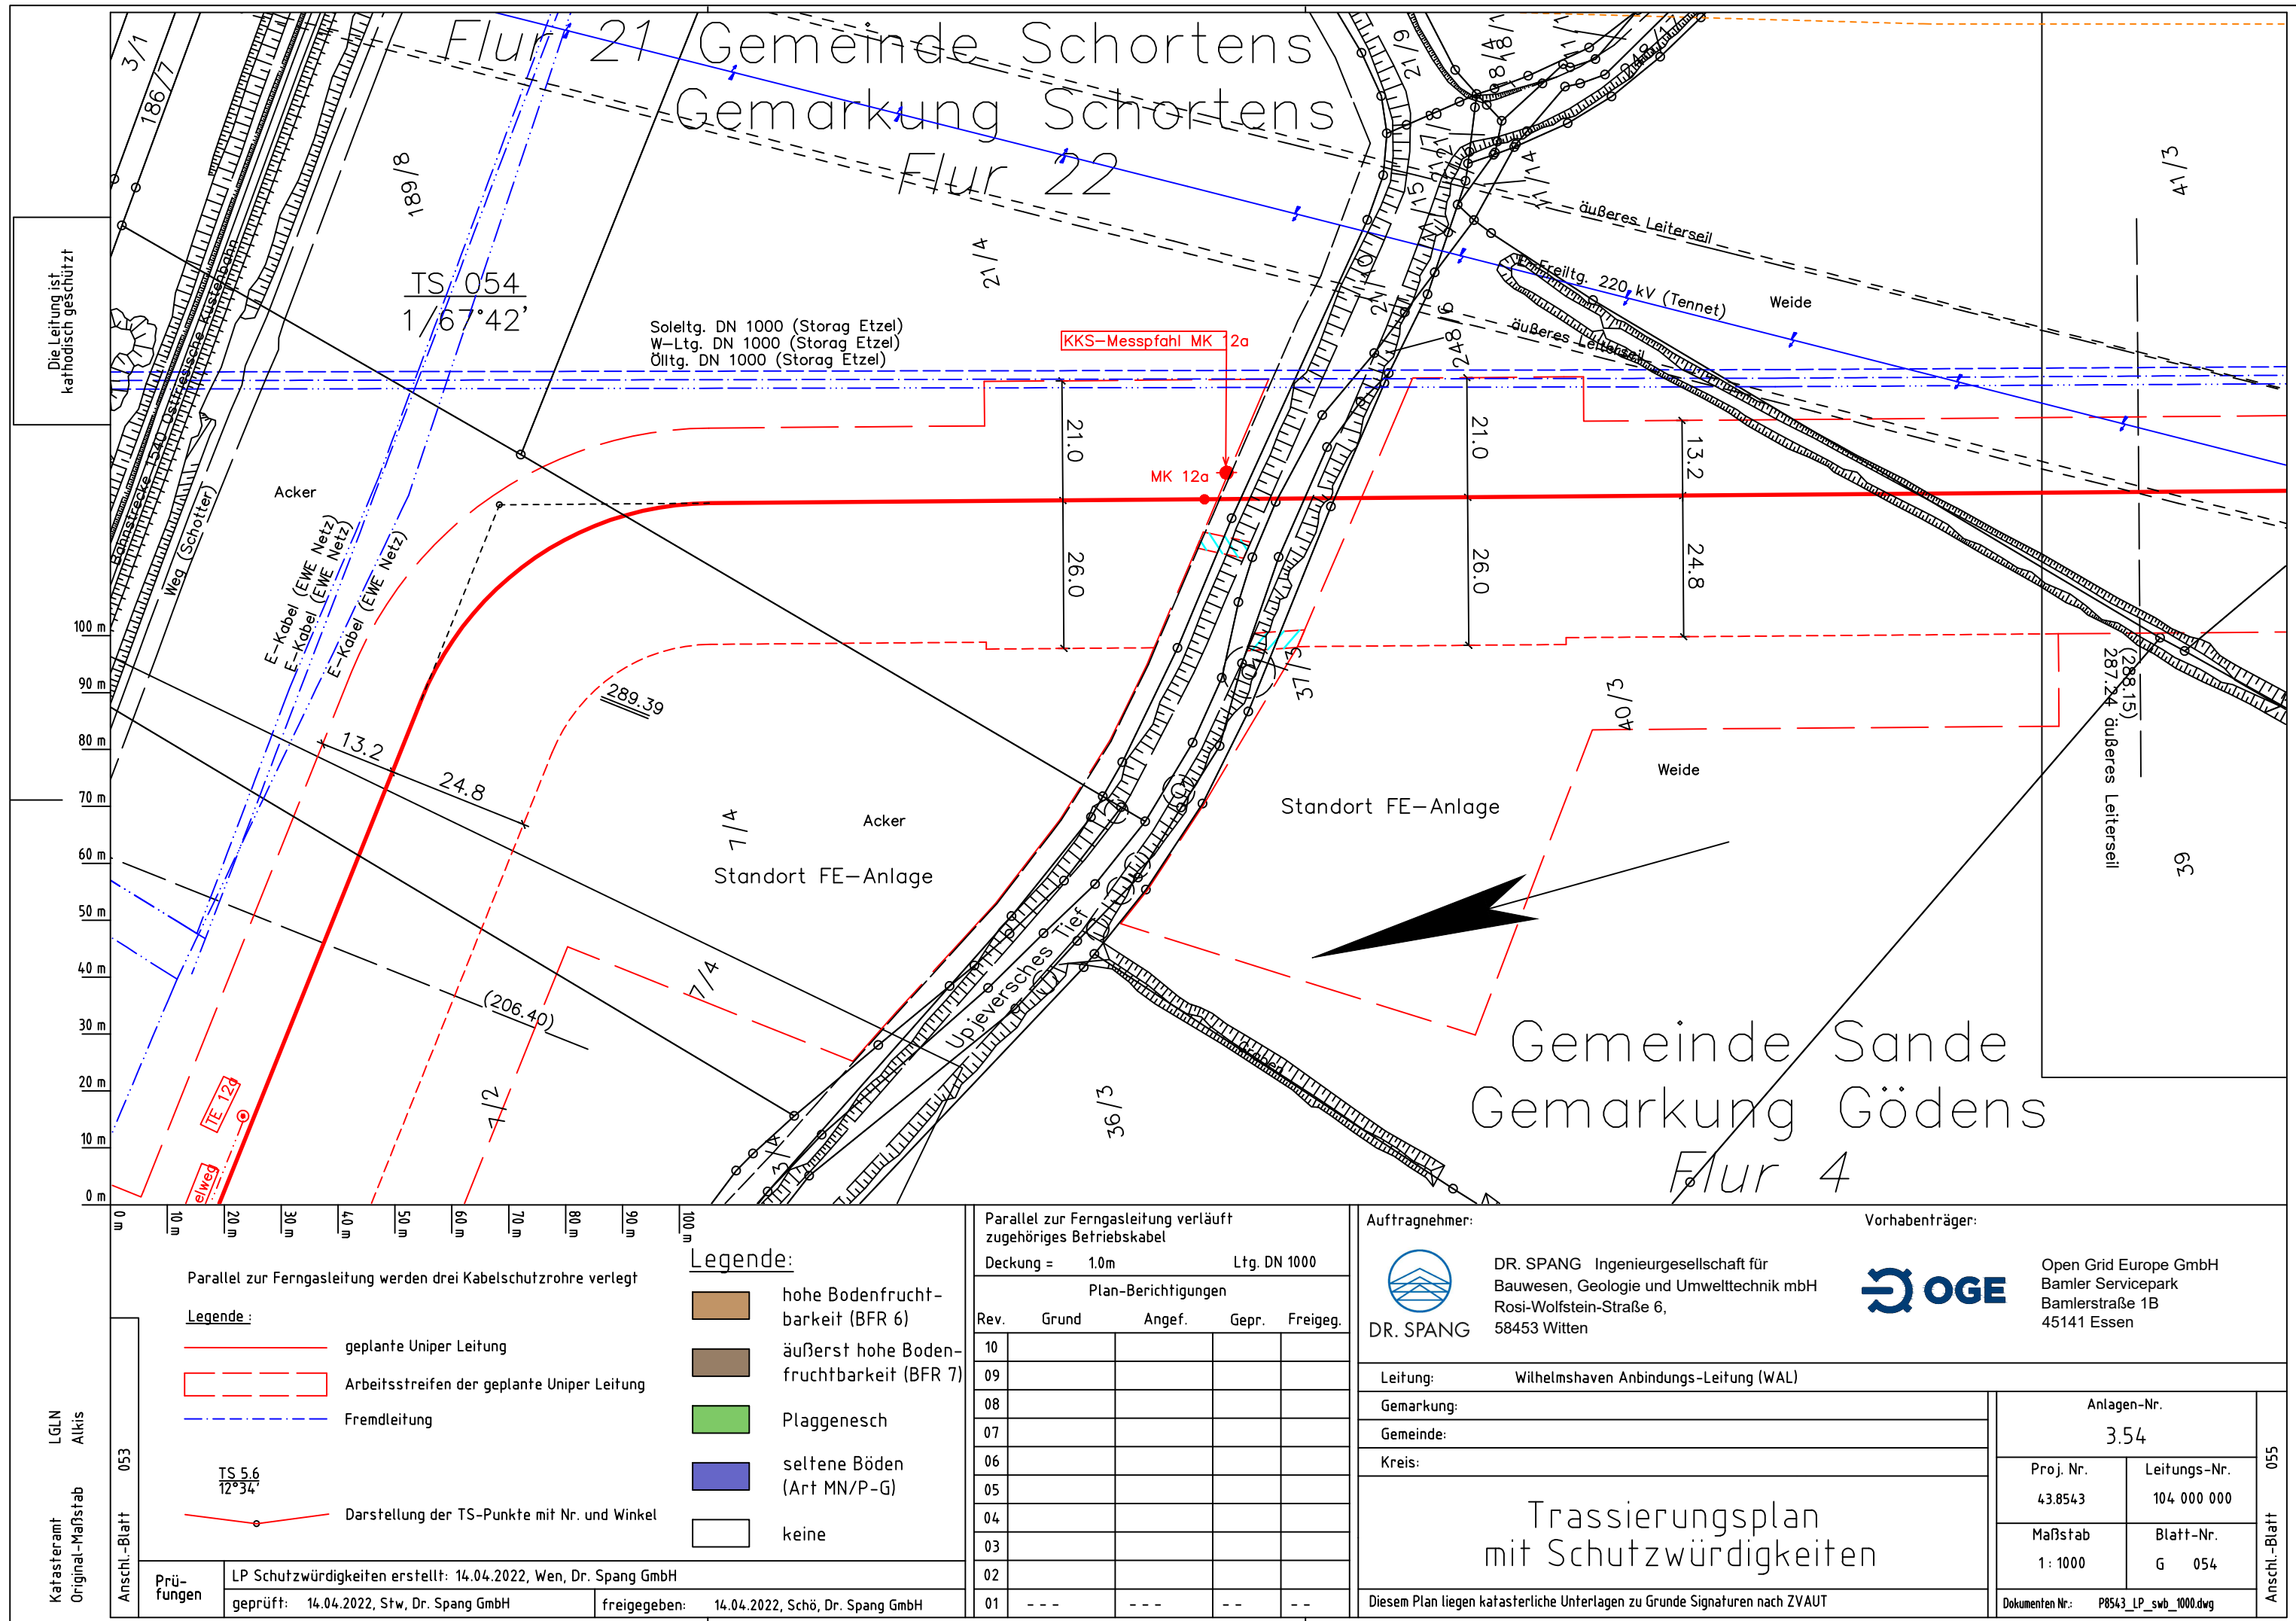 Flur 21
Gemeinde Schortens
Gemarkung Schortens
Flur 22
3/1
186/7
189/8
21/4
21/9
41/3
TS 054
1/67°42'
Die Leitung ist
kathodisch geschützt
Soleltg. DN 1000 (Storag Etzel)
W-Ltg. DN 1000 (Storag Etzel)
Ölltg. DN 1000 (Storag Etzel)
KKS-Messpfahl MK 12a
MK 12a
äußeres Leiterseil
Freiltg. 220 kV (Tennet)
äußeres Leiterseil
Weide
248/6
Bahnstrecke 1540 Ostfriesische Küstenbahn
Weg (Schotter)
Acker
E-Kabel (EWE Netz)
E-Kabel (EWE Netz)
E-Kabel (EWE Netz)
21.0
26.0
21.0
26.0
13.2
24.8
13.2
24.8
289.39
(206.40)
(288.15)
287.24 äußeres Leiterseil
37/3
40/3
39
Weide
7/4
Acker
Standort FE-Anlage
Standort FE-Anlage
7/4
7/2
36/3
3/4
Upjeversches Tief
Graben
TE 12a
elweg
Gemeinde Sande
Gemarkung Gödens
Flur 4
100 m
90 m
80 m
70 m
60 m
50 m
40 m
30 m
20 m
10 m
0 m
0 m
10 m
20 m
30 m
40 m
50 m
60 m
70 m
80 m
90 m
100 m
Parallel zur Ferngasleitung werden drei Kabelschutzrohre verlegt
Legende :
geplante Uniper Leitung
Arbeitsstreifen der geplante Uniper Leitung
Fremdleitung
TS 5.6
12°34'
Darstellung der TS-Punkte mit Nr. und Winkel
Legende:
hohe Bodenfrucht-
barkeit (BFR 6)
äußerst hohe Boden-
fruchtbarkeit (BFR 7)
Plaggenesch
seltene Böden
(Art MN/P-G)
keine
Katasteramt LGLN
Original-Maßstab Alkis
Anschl.-Blatt 053
Prü-
fungen
LP Schutzwürdigkeiten erstellt: 14.04.2022, Wen, Dr. Spang GmbH
geprüft: 14.04.2022, Stw, Dr. Spang GmbH
freigegeben: 14.04.2022, Schö, Dr. Spang GmbH
Parallel zur Ferngasleitung verläuft
zugehöriges Betriebskabel
Deckung = 1.0m Ltg. DN 1000
Plan-Berichtigungen
Rev. Grund Angef. Gepr. Freigeg.
10
09
08
07
06
05
04
03
02
01 --- --- -- --
Auftragnehmer:
DR. SPANG
DR. SPANG Ingenieurgesellschaft für
Bauwesen, Geologie und Umwelttechnik mbH
Rosi-Wolfstein-Straße 6,
58453 Witten
Vorhabenträger:
OGE
Open Grid Europe GmbH
Bamler Servicepark
Bamlerstraße 1B
45141 Essen
Leitung: Wilhelmshaven Anbindungs-Leitung (WAL)
Gemarkung:
Gemeinde:
Kreis:
Trassierungsplan
mit Schutzwürdigkeiten
Diesem Plan liegen katasterliche Unterlagen zu Grunde Signaturen nach ZVAUT
Anlagen-Nr.
3.54
Proj. Nr.
43.8543
Leitungs-Nr.
104 000 000
Maßstab
1 : 1000
Blatt-Nr.
G 054
Dokumenten Nr.: P8543_LP_swb_1000.dwg
Anschl.-Blatt 055